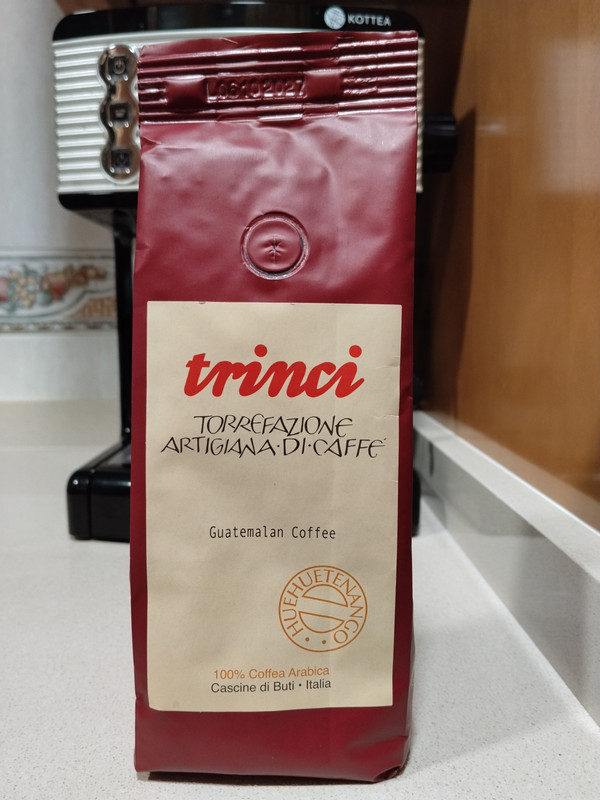 KOTTEA
L06102027
trinci
TORREFAZIONE
ARTIGIANA·DI·CAFFE'
Guatemalan Coffee
HUEHUETENANGO
100% Coffea Arabica
Cascine di Buti • Italia